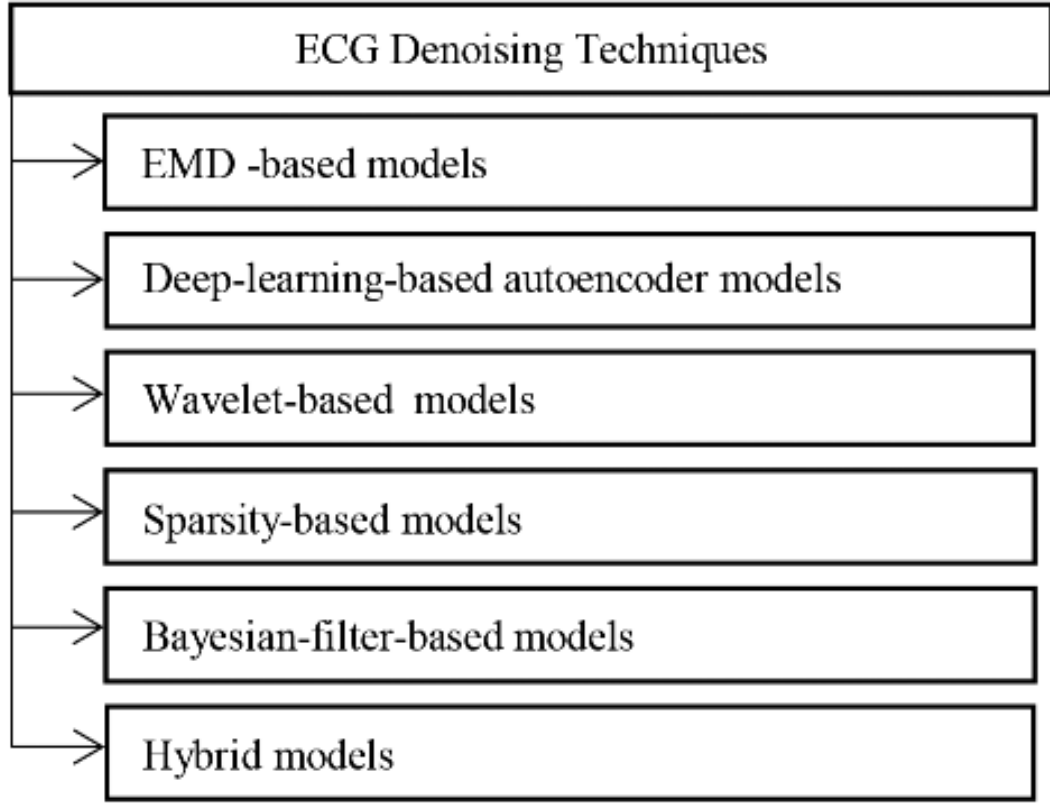 ECG Denoising Techniques
EMD -based models
Deep-learning-based autoencoder models
Wavelet-based  models
Sparsity-based models
Bayesian-filter-based models
Hybrid models